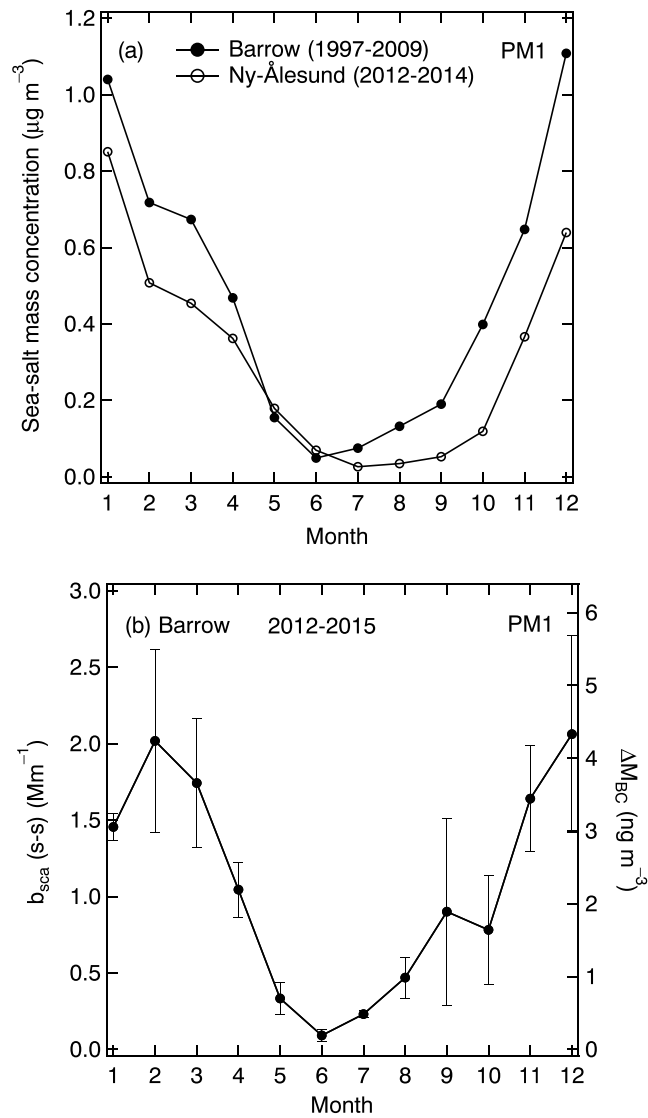 (a) Barrow (1997-2009) PM1
Ny-Ålesund (2012-2014)
1.2
1.0
0.8
0.6
0.4
0.2
0.0
Sea-salt mass concentration (μg m⁻³)
1 2 3 4 5 6 7 8 9 10 11 12
Month
(b) Barrow 2012-2015 PM1
3.0
2.5
2.0
1.5
1.0
0.5
0.0
b_sca (s-s) (Mm⁻¹)
6
5
4
3
2
1
0
ΔM_BC (ng m⁻³)
1 2 3 4 5 6 7 8 9 10 11 12
Month